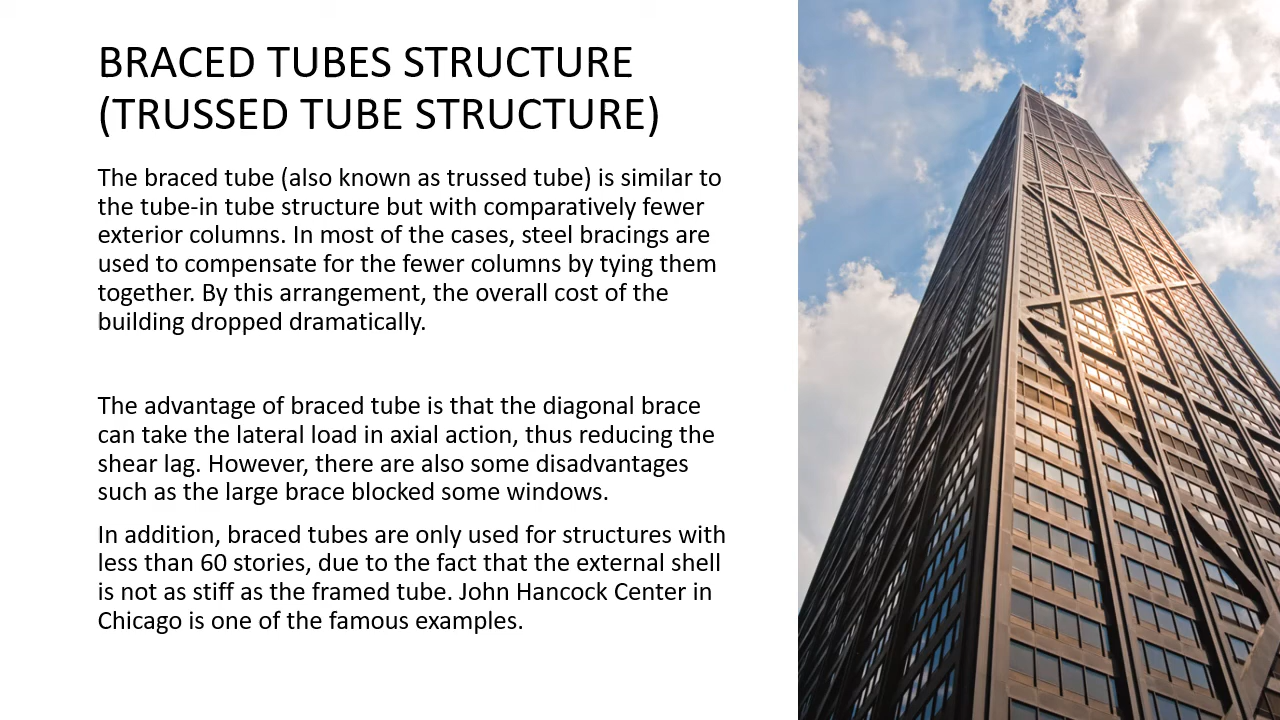 BRACED TUBES STRUCTURE
(TRUSSED TUBE STRUCTURE)
The braced tube (also known as trussed tube) is similar to
the tube-in tube structure but with comparatively fewer
exterior columns. In most of the cases, steel bracings are
used to compensate for the fewer columns by tying them
together. By this arrangement, the overall cost of the
building dropped dramatically.
The advantage of braced tube is that the diagonal brace
can take the lateral load in axial action, thus reducing the
shear lag. However, there are also some disadvantages
such as the large brace blocked some windows.
In addition, braced tubes are only used for structures with
less than 60 stories, due to the fact that the external shell
is not as stiff as the framed tube. John Hancock Center in
Chicago is one of the famous examples.